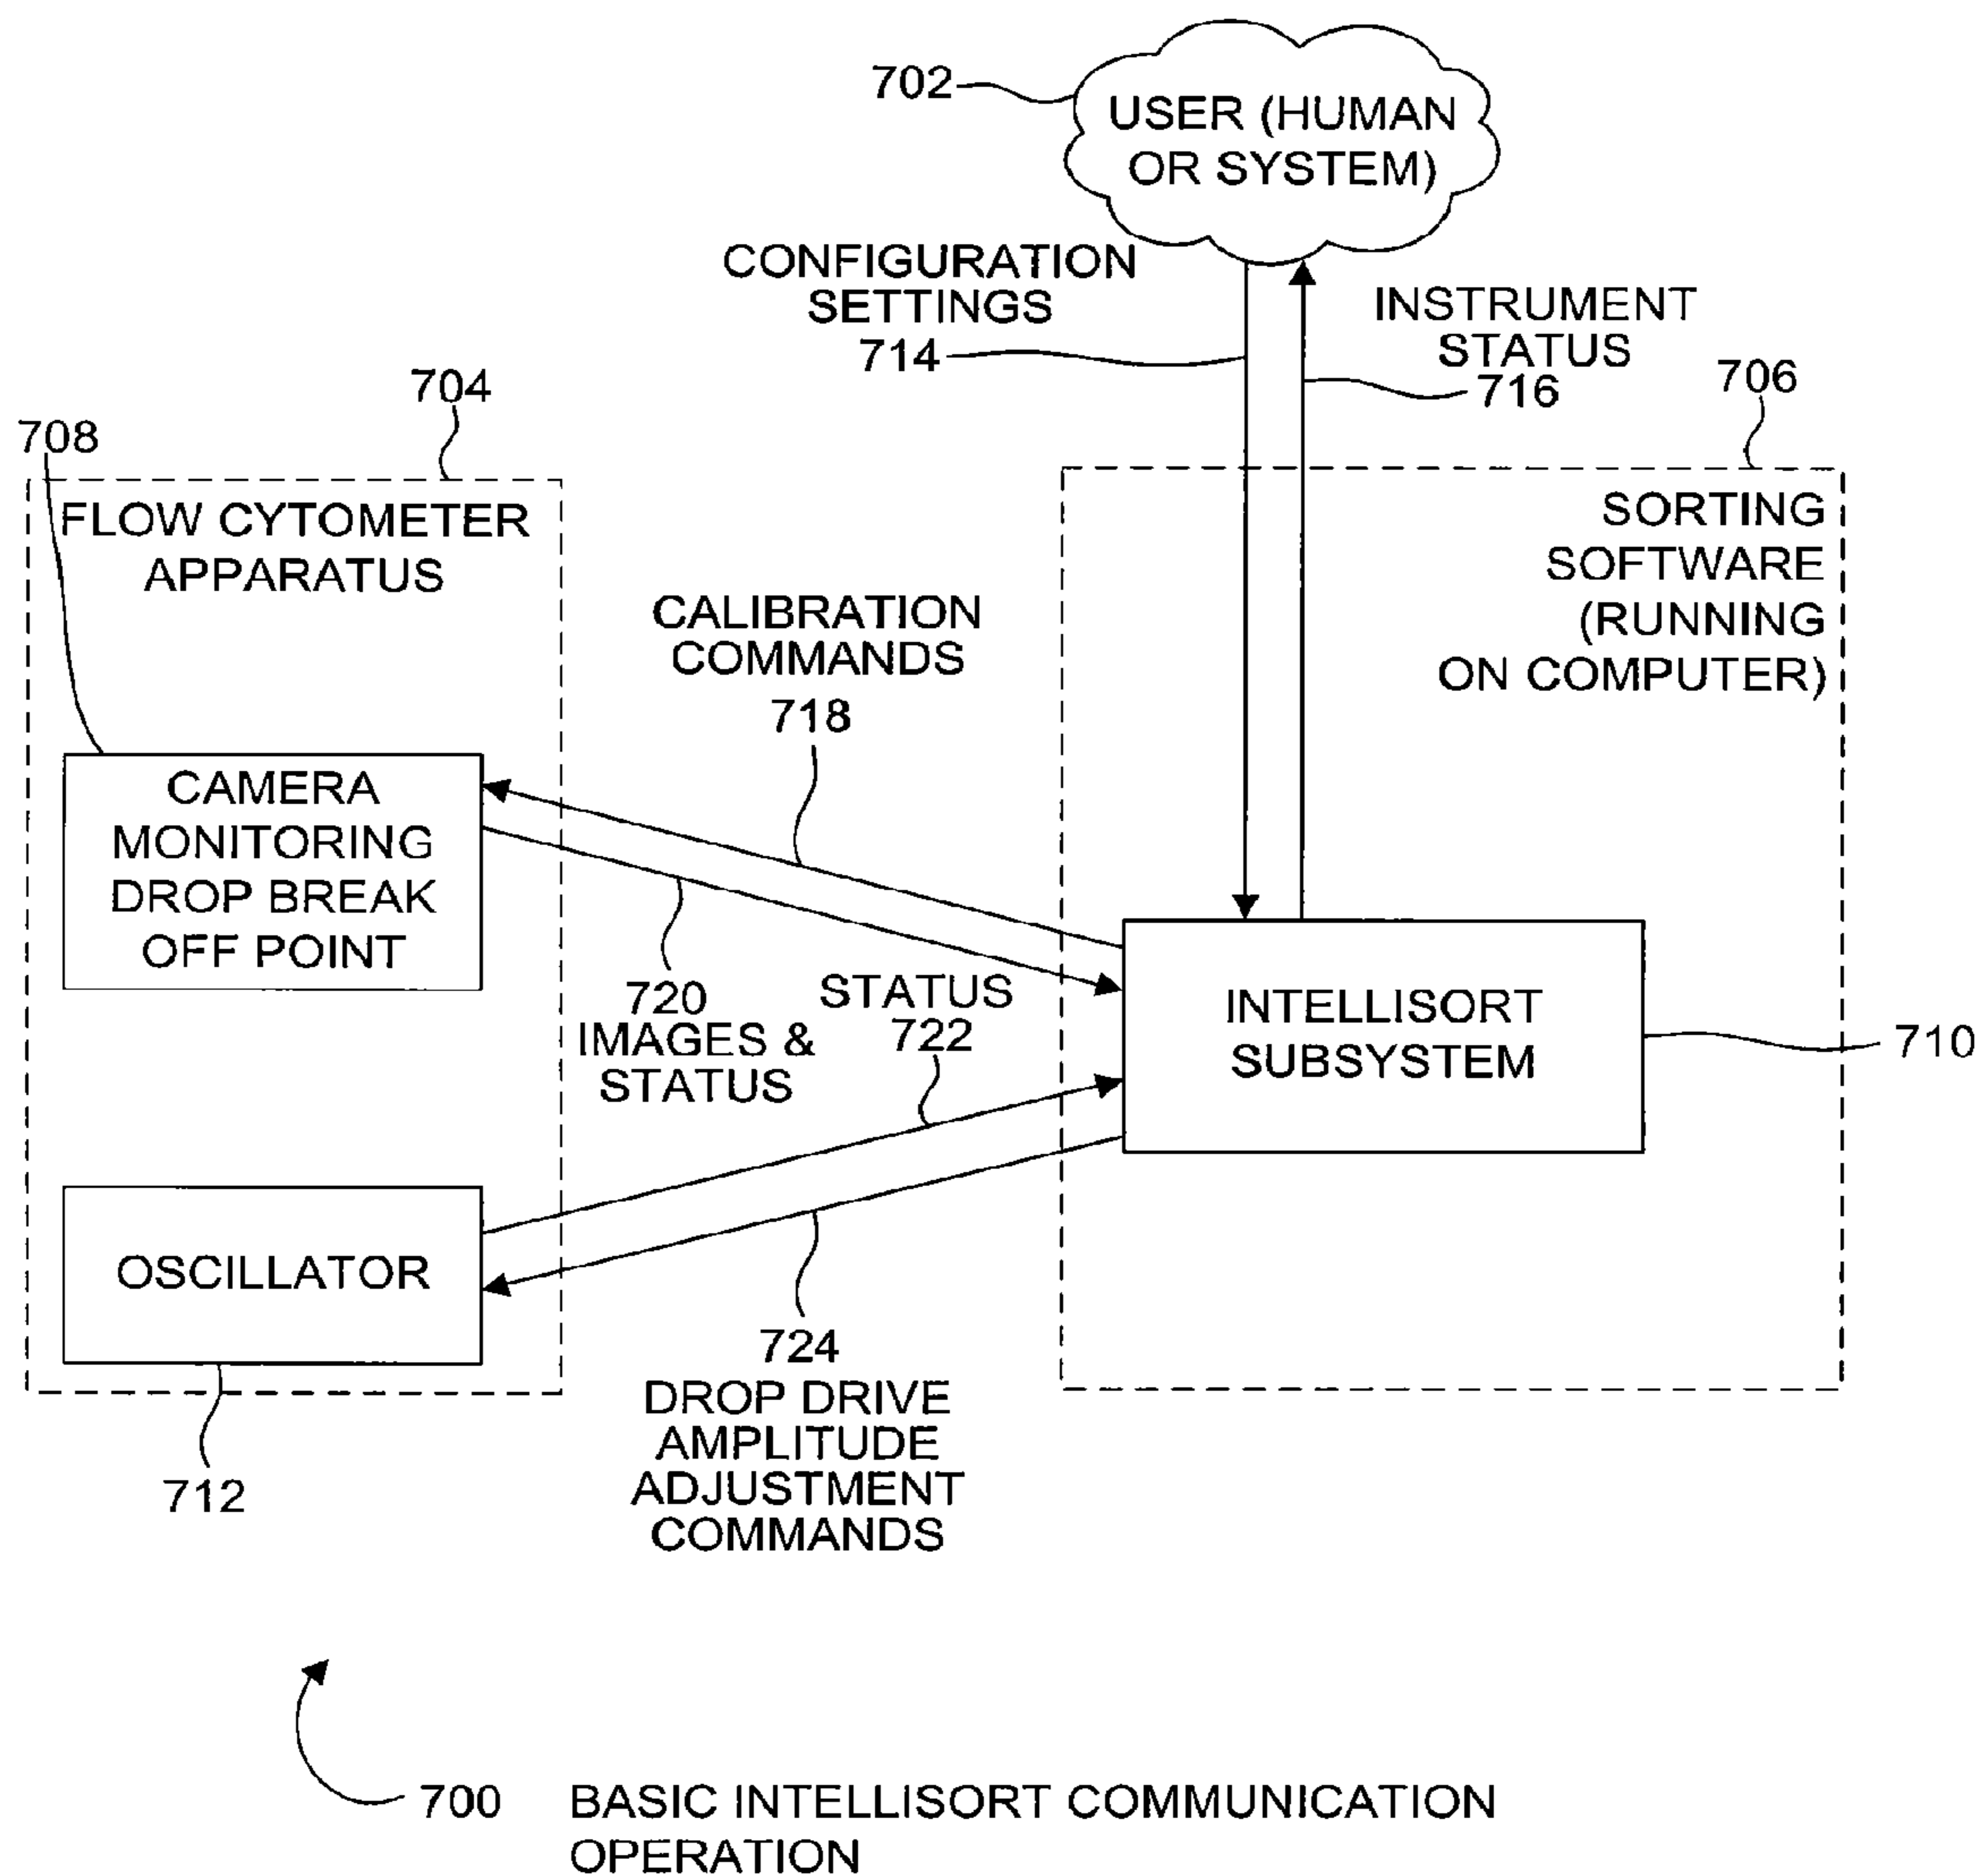 702
USER (HUMAN
OR SYSTEM)
CONFIGURATION
SETTINGS
714
INSTRUMENT
STATUS
716
704
706
708
FLOW CYTOMETER
APPARATUS
SORTING
SOFTWARE
(RUNNING
ON COMPUTER)
CALIBRATION
COMMANDS
718
CAMERA
MONITORING
DROP BREAK
OFF POINT
720
IMAGES &
STATUS
STATUS
722
INTELLISORT
SUBSYSTEM
710
OSCILLATOR
712
724
DROP DRIVE
AMPLITUDE
ADJUSTMENT
COMMANDS
700
BASIC INTELLISORT COMMUNICATION
OPERATION